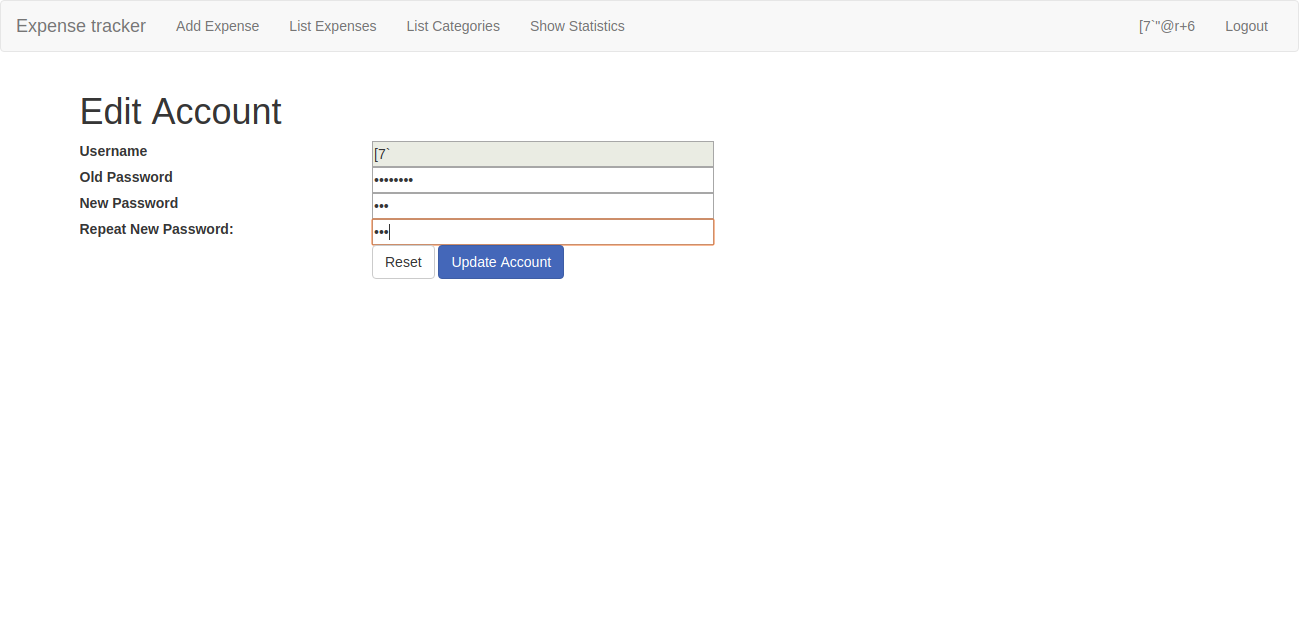 Expense tracker Add Expense List Expenses List Categories Show Statistics [7`"@r+6 Logout
Edit Account
Username [7`
Old Password ••••••••
New Password •••
Repeat New Password: •••
Reset Update Account